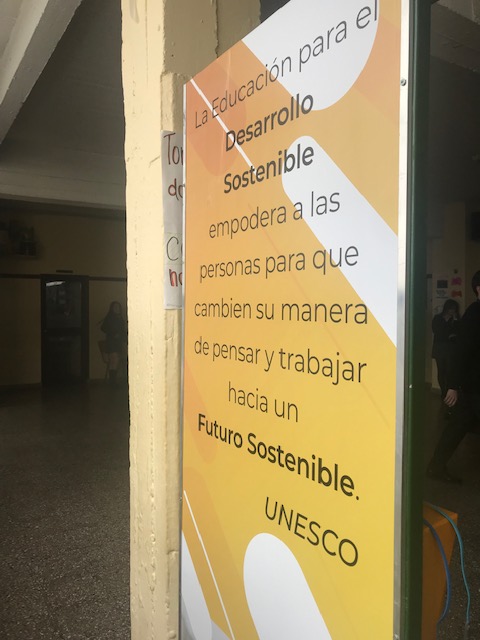 La Educación para el
Desarrollo
Sostenible
empodera a las
personas para que
cambien su manera
de pensar y trabajar
hacia un
Futuro Sostenible.
UNESCO